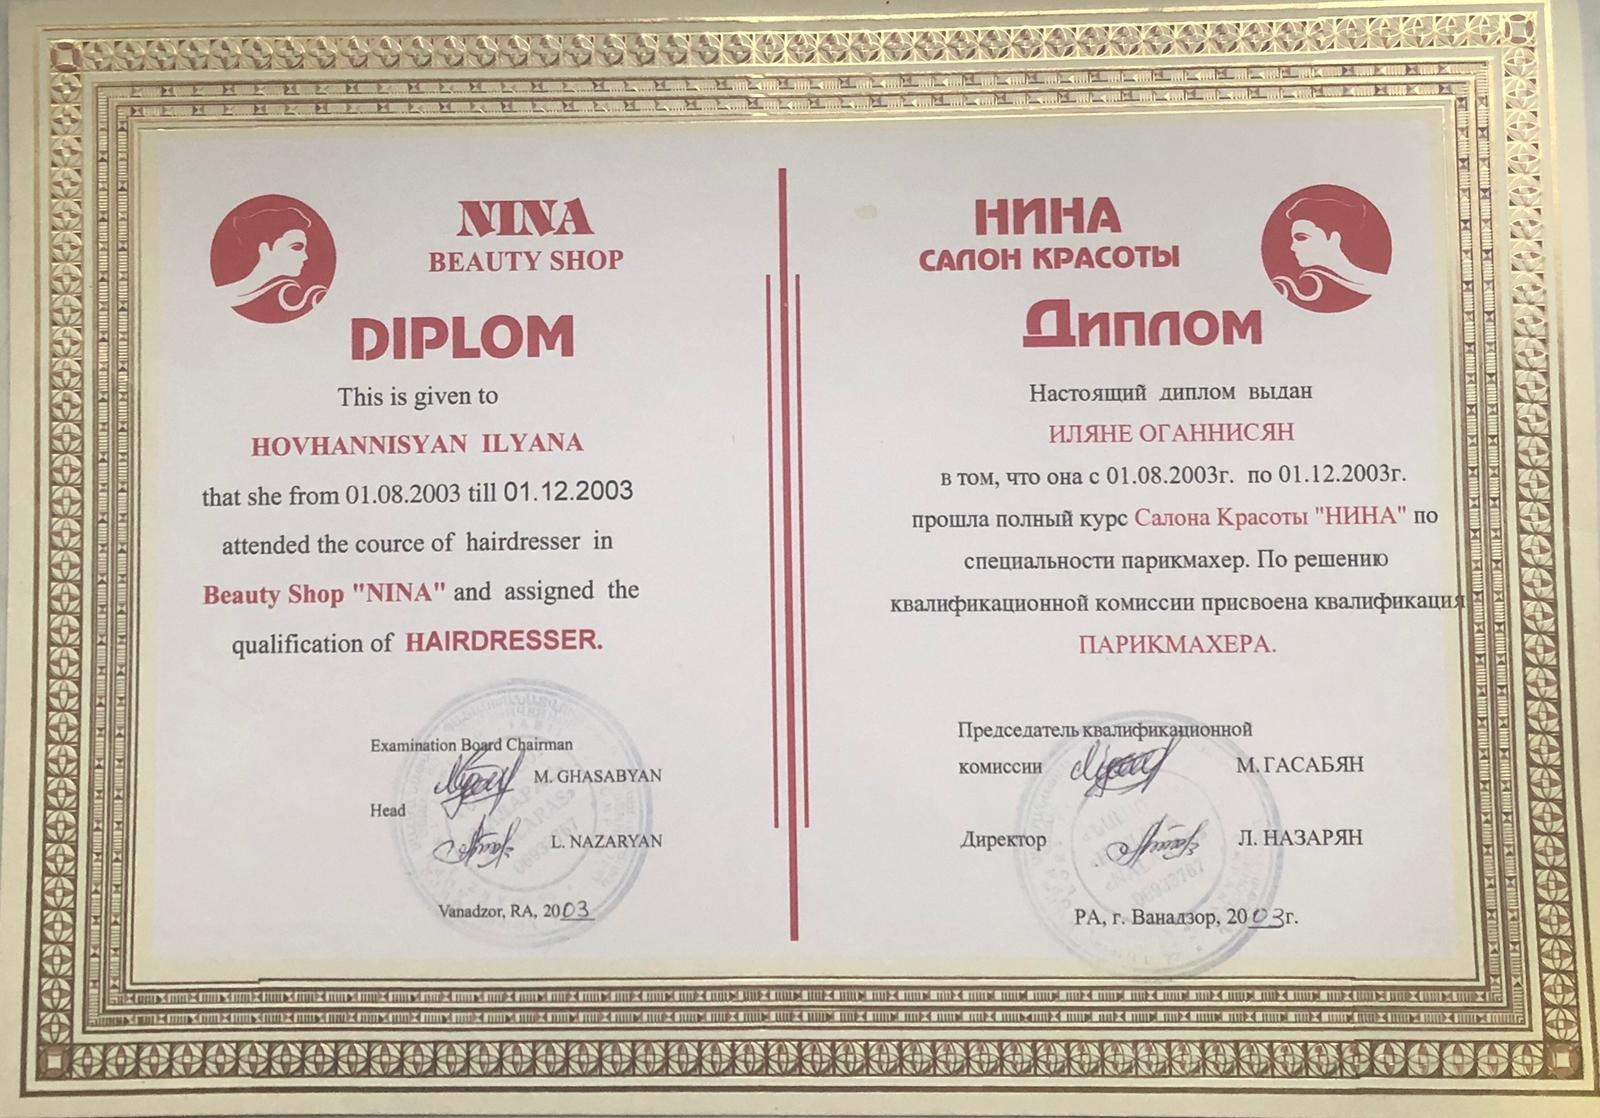 NINA
BEAUTY SHOP
DIPLOM
This is given to
HOVHANNISYAN ILYANA
that she from 01.08.2003 till 01.12.2003
attended the cource of hairdresser in
Beauty Shop "NINA" and assigned the
qualification of HAIRDRESSER.
Examination Board Chairman
M. GHASABYAN
Head
L. NAZARYAN
Vanadzor, RA, 2003
НИНА
САЛОН КРАСОТЫ
Диплом
Настоящий диплом выдан
ИЛЯНЕ ОГАННИСЯН
в том, что она с 01.08.2003г. по 01.12.2003г.
прошла полный курс Салона Красоты "НИНА" по
специальности парикмахер. По решению
квалификационной комиссии присвоена квалификация
ПАРИКМАХЕРА.
Председатель квалификационной
комиссии М. ГАСАБЯН
Директор Л. НАЗАРЯН
РА, г. Ванадзор, 2003г.